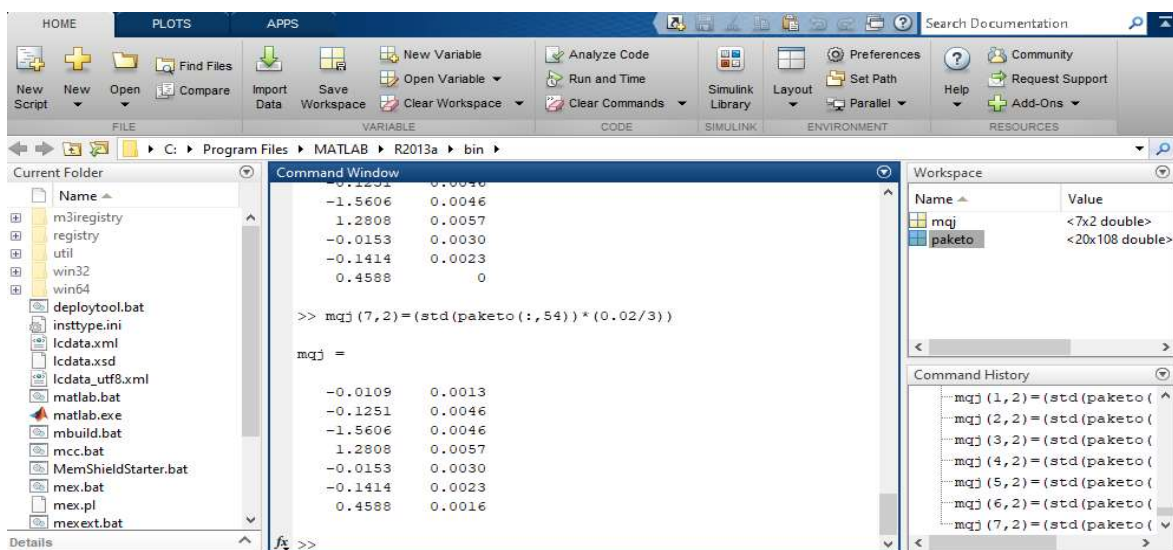 HOME PLOTS APPS Search Documentation
New Script
New
Open
Find Files
Compare
FILE
Import Data
Save Workspace
New Variable
Open Variable
Clear Workspace
VARIABLE
Analyze Code
Run and Time
Clear Commands
CODE
Simulink Library
SIMULINK
Layout
Preferences
Set Path
Parallel
ENVIRONMENT
Help
Community
Request Support
Add-Ons
RESOURCES
C: Program Files MATLAB R2013a bin
Current Folder
Name
m3iregistry
registry
util
win32
win64
deploytool.bat
insttype.ini
lcdata.xml
lcdata.xsd
lcdata_utf8.xml
matlab.bat
matlab.exe
mbuild.bat
mcc.bat
MemShieldStarter.bat
mex.bat
mex.pl
mexext.bat
Details
Command Window
-0.1251 0.0046
-1.5606 0.0046
1.2808 0.0057
-0.0153 0.0030
-0.1414 0.0023
0.4588 0
>> mqj(7,2)=(std(paketo(:,54))*(0.02/3))
mqj =
-0.0109 0.0013
-0.1251 0.0046
-1.5606 0.0046
1.2808 0.0057
-0.0153 0.0030
-0.1414 0.0023
0.4588 0.0016
fx >>
Workspace
Name Value
mqj <7x2 double>
paketo <20x108 double>
Command History
mqj(1,2)=(std(paketo(
mqj(2,2)=(std(paketo(
mqj(3,2)=(std(paketo(
mqj(4,2)=(std(paketo(
mqj(5,2)=(std(paketo(
mqj(6,2)=(std(paketo(
mqj(7,2)=(std(paketo(